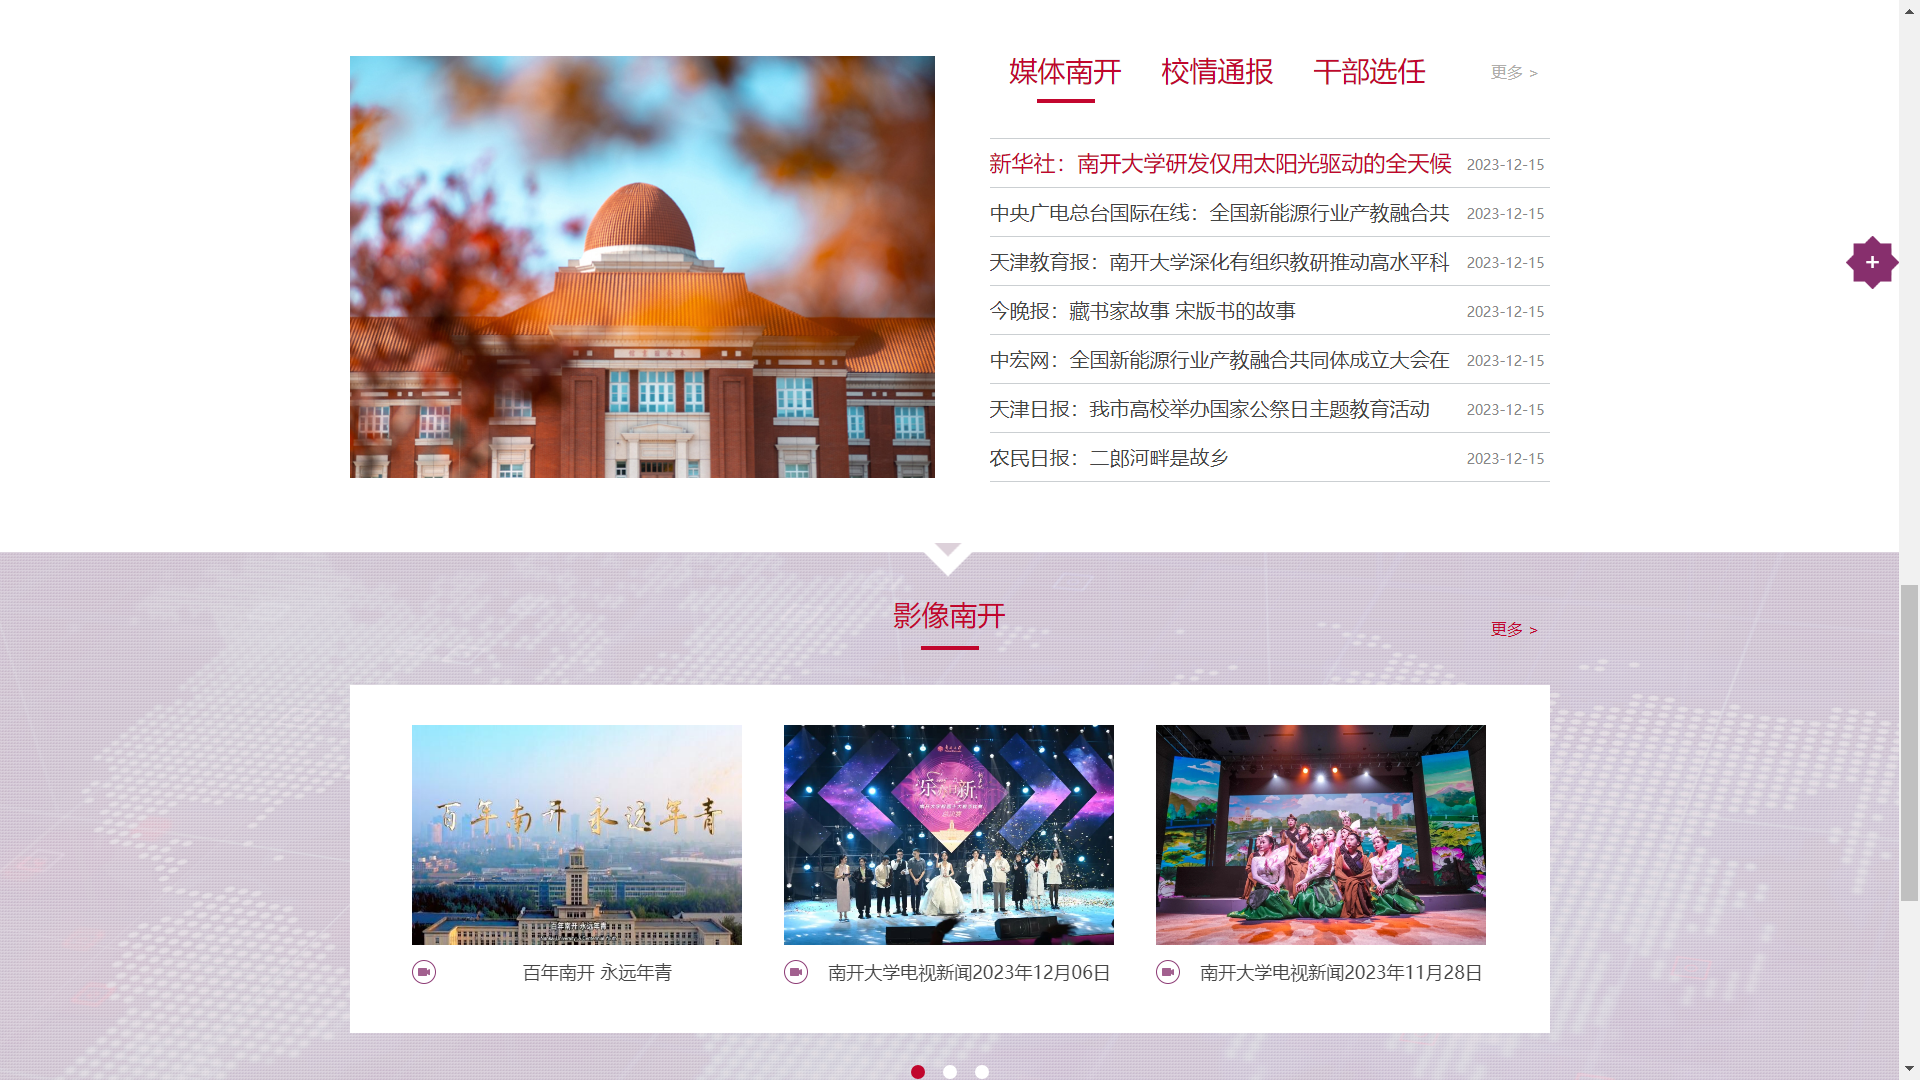 媒体南开 校情通报 干部选任 更多 >
新华社：南开大学研发仅用太阳光驱动的全天候 2023-12-15
中央广电总台国际在线：全国新能源行业产教融合共 2023-12-15
天津教育报：南开大学深化有组织教研推动高水平科 2023-12-15
今晚报：藏书家故事 宋版书的故事 2023-12-15
中宏网：全国新能源行业产教融合共同体成立大会在 2023-12-15
天津日报：我市高校举办国家公祭日主题教育活动 2023-12-15
农民日报：二郎河畔是故乡 2023-12-15
影像南开
更多 >
百年南开 永远年青
百年南开 永远年青
百年南开 永远年青
南开大学电视新闻2023年12月06日
南开大学电视新闻2023年11月28日